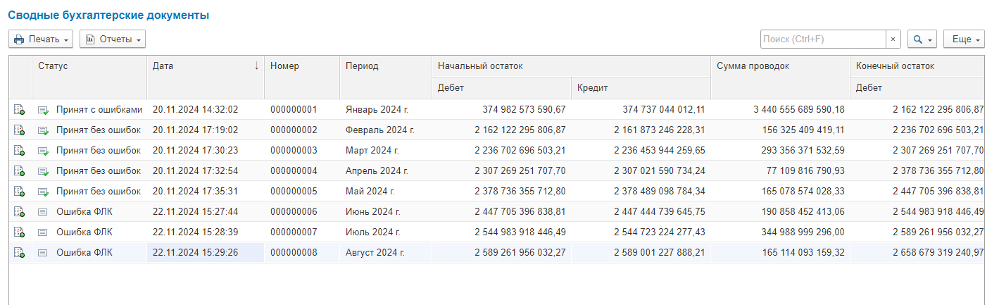 Сводные бухгалтерские документы
Печать Отчеты Поиск (Ctrl+F) × Еще
Статус Дата ↓ Номер Период Начальный остаток Сумма проводок Конечный остаток
Дебет Кредит Дебет
Принят с ошибками 20.11.2024 14:32:02 000000001 Январь 2024 г. 374 982 573 590,67 374 737 044 012,11 3 440 555 689 590,18 2 162 122 295 806,87
Принят без ошибок 20.11.2024 17:19:02 000000002 Февраль 2024 г. 2 162 122 295 806,87 2 161 873 246 228,31 156 325 409 419,11 2 236 702 696 503,21
Принят без ошибок 20.11.2024 17:30:23 000000003 Март 2024 г. 2 236 702 696 503,21 2 236 453 944 259,65 293 356 371 532,59 2 307 269 251 707,70
Принят без ошибок 20.11.2024 17:32:54 000000004 Апрель 2024 г. 2 307 269 251 707,70 2 307 021 590 734,24 77 109 816 790,93 2 378 736 355 712,80
Принят без ошибок 20.11.2024 17:35:31 000000005 Май 2024 г. 2 378 736 355 712,80 2 378 489 098 784,34 165 078 574 028,33 2 447 705 396 838,81
Ошибка ФЛК 22.11.2024 15:27:44 000000006 Июнь 2024 г. 2 447 705 396 838,81 2 447 444 739 645,75 190 858 452 413,06 2 544 983 918 446,49
Ошибка ФЛК 22.11.2024 15:28:39 000000007 Июль 2024 г. 2 544 983 918 446,49 2 544 723 224 277,43 344 988 999 296,00 2 589 261 956 032,27
Ошибка ФЛК 22.11.2024 15:29:26 000000008 Август 2024 г. 2 589 261 956 032,27 2 589 001 227 888,21 165 114 093 159,32 2 658 679 319 240,97